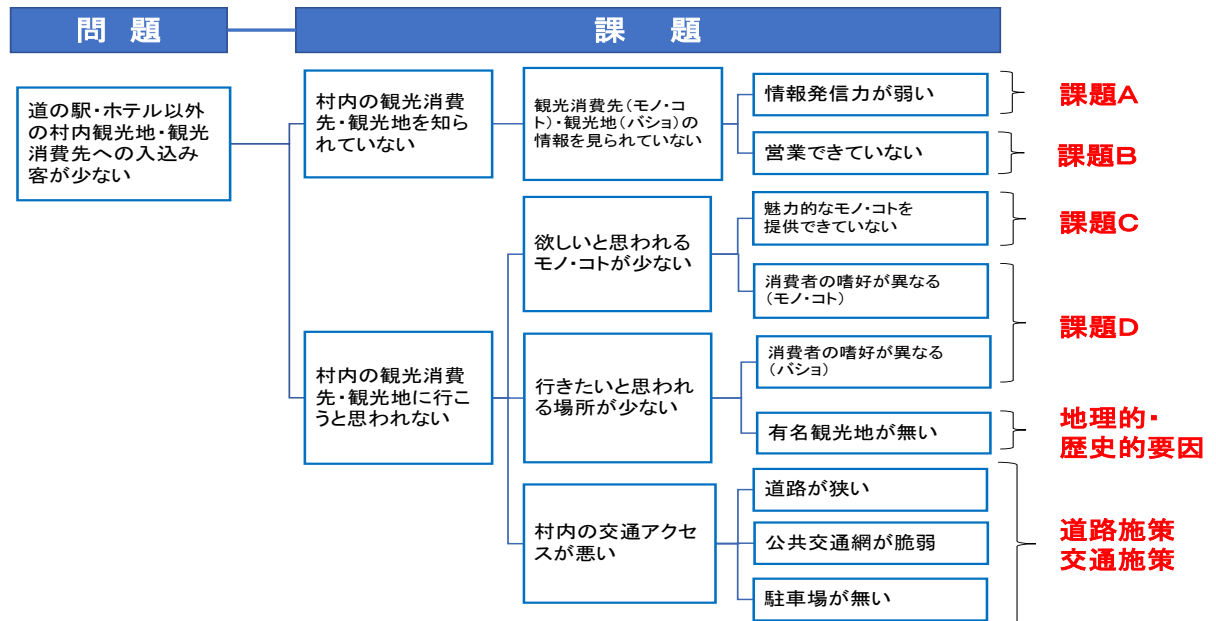 問 題
課 題
道の駅・ホテル以外
の村内観光地・観光
消費先への入込み
客が少ない
村内の観光消費
先・観光地を知ら
れていない
観光消費先(モノ・コ
ト)・観光地(バショ)の
情報を見られていない
情報発信力が弱い
課題A
営業できていない
課題B
村内の観光消費
先・観光地に行こ
うと思われない
欲しいと思われる
モノ・コトが少ない
魅力的なモノ・コトを
提供できていない
課題C
消費者の嗜好が異なる
(モノ・コト)
課題D
行きたいと思われ
る場所が少ない
消費者の嗜好が異なる
(バショ)
有名観光地が無い
地理的・
歴史的要因
村内の交通アクセ
スが悪い
道路が狭い
公共交通網が脆弱
駐車場が無い
道路施策
交通施策